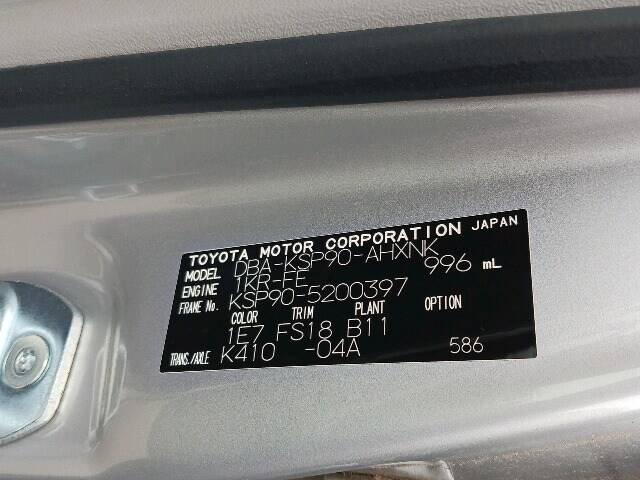 TOYOTA MOTOR CORPORATION JAPAN
MODEL DBA-KSP90-AHXNK
ENGINE 1KR-FE 996 mL
FRAME No. KSP90-5200397
COLOR TRIM PLANT OPTION
1E7 FS18 B11
TRANS./AXLE K410 -04A 586